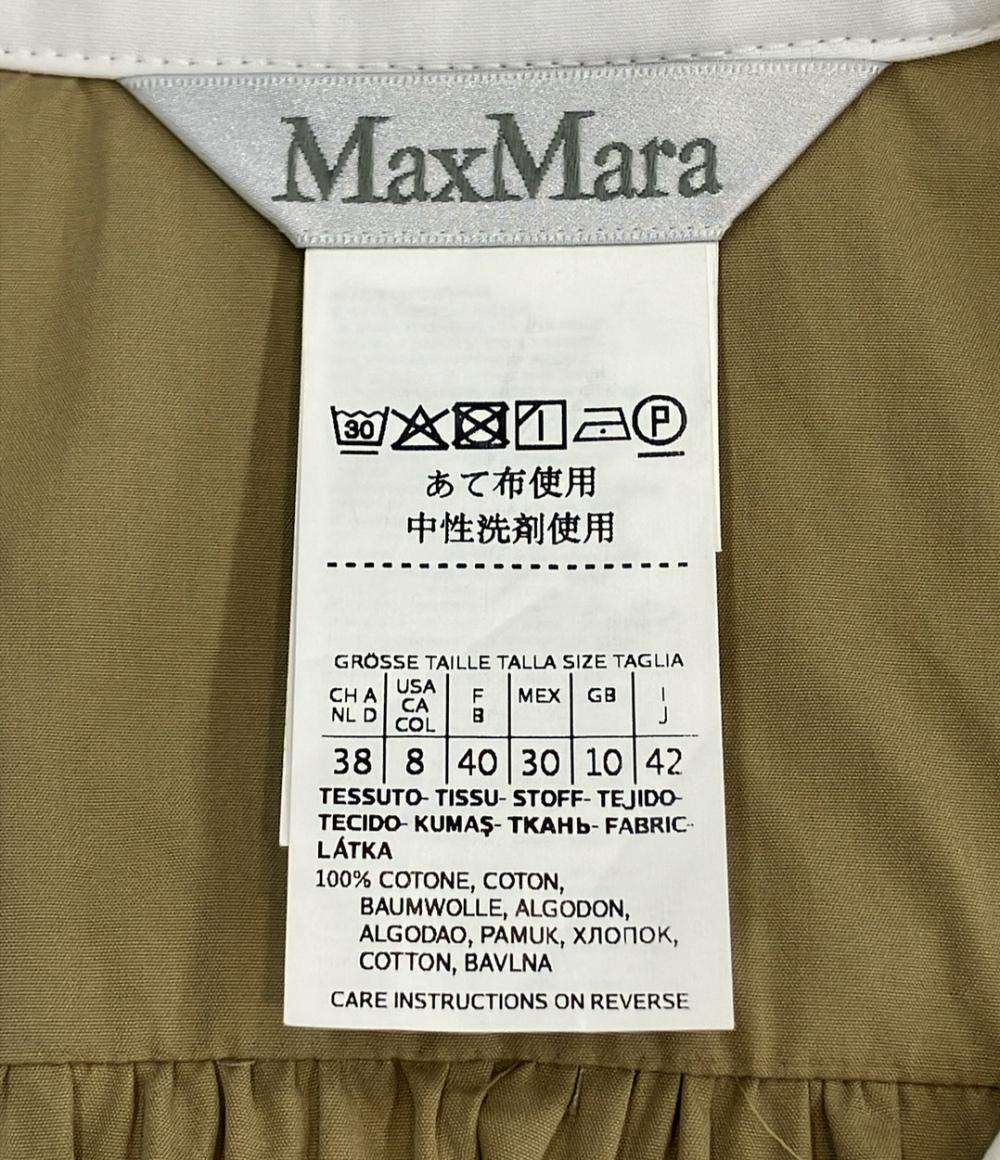 MaxMara
30 P
あて布使用
中性洗剤使用
GRÖSSE TAILLE TALLA SIZE TAGLIA
CH A NL D USA CA COL F B MEX GB I J
38 8 40 30 10 42
TESSUTO- TISSU- STOFF- TEJIDO-
TECIDO- KUMAŞ- ТКАНЬ- FABRIC-
LÁTKA
100% COTONE, COTON,
BAUMWOLLE, ALGODON,
ALGODAO, PAMUK, ХЛОПОК,
COTTON, BAVLNA
CARE INSTRUCTIONS ON REVERSE